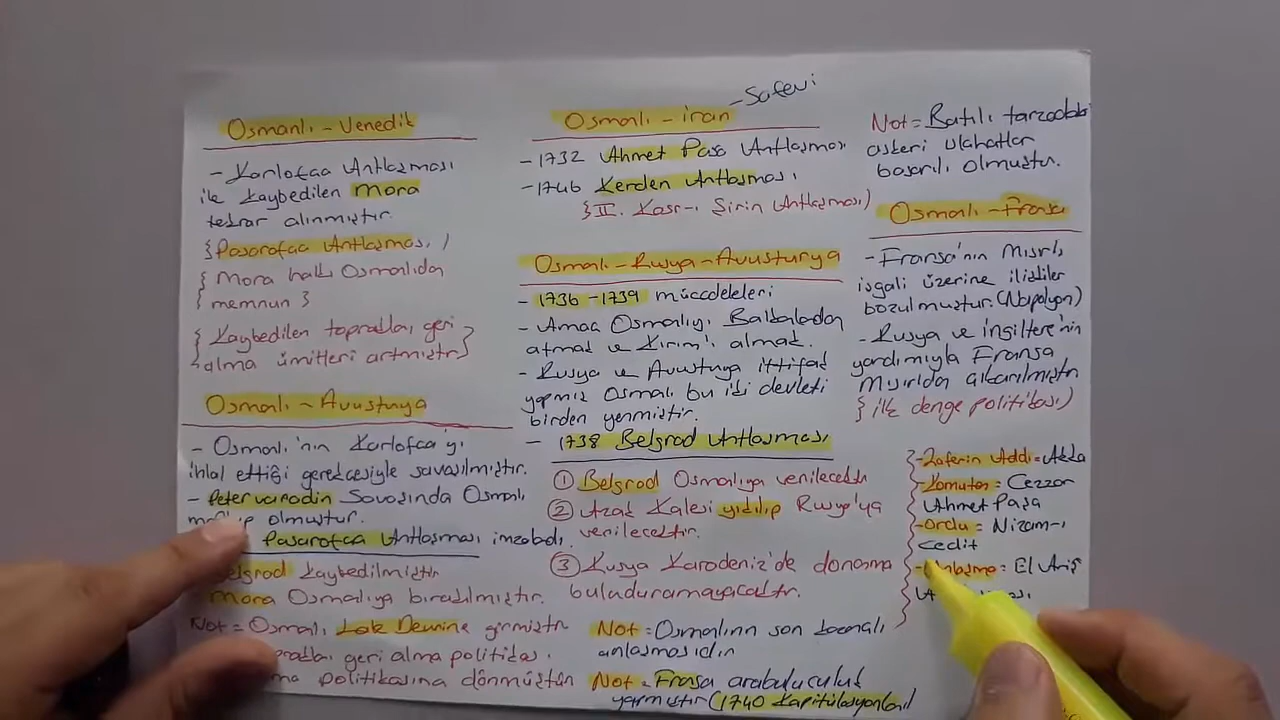 Osmanlı - Venedik
- Karlofça Antlaşması
ile kaybedilen Mora
tekrar alınmıştır.
{Pasarofça Antlaşması}
{Mora halkı Osmanlıdan
{memnun}
{Kaybedilen toprakları geri
alma ümitleri artmıştır}
Osmanlı - Avusturya
- Osmanlı'nın Karlofça'yı
ihlal ettiği gerekçesiyle savaşılmıştır.
- Petervaradin Savaşında Osmanlı
olmuştur.
Pasarofça Antlaşması imzaladı.
Belgrad kaybedilmiştir
Mora Osmanlıya bırakılmıştır.
Not = Osmanlı Lale Devrine girmiştir
geri alma politikası
politikasına dönmüştür
Osmanlı - İran - Safevi
- 1732 Ahmet Paşa Antlaşması
- 1746 Kerden Antlaşması
{II. Kasr-ı Şirin Antlaşması}
Osmanlı - Rusya - Avusturya
- 1736 - 1739 mücadeleleri
- Amaç Osmanlıyı Balkanlardan
atmak ve Kırım'ı almak.
- Rusya ve Avusturya ittifak
yapmış Osmanlı bu iki devleti
birden yenmiştir.
- 1738 Belgrad Antlaşması
① Belgrad Osmanlıya verilecektir
② Azak Kalesi yıkılıp Rusya'ya
verilecektir.
③ Rusya Karadeniz'de donanma
bulunduramayacaktır.
Not = Osmanlının son kazançlı
anlaşmasıdır
Not = Fransa arabuluculuk
yapmıştır (1740 Kapitülasyonları)
Not = Batılı tarzdaki
askeri ıslahatlar
başarılı olmuştur.
Osmanlı - Fransa
- Fransa'nın Mısır'ı
işgali üzerine ilişkiler
bozulmuştur. (Napolyon)
- Rusya ve İngiltere'nin
yardımıyla Fransa
Mısırdan çıkarılmıştır
{ilk denge politikası}
- Zaferin Addı = Akka
- Komutan = Cezzar
Ahmet Paşa
- Ordu = Nizam-ı
Cedit
= El Ariş